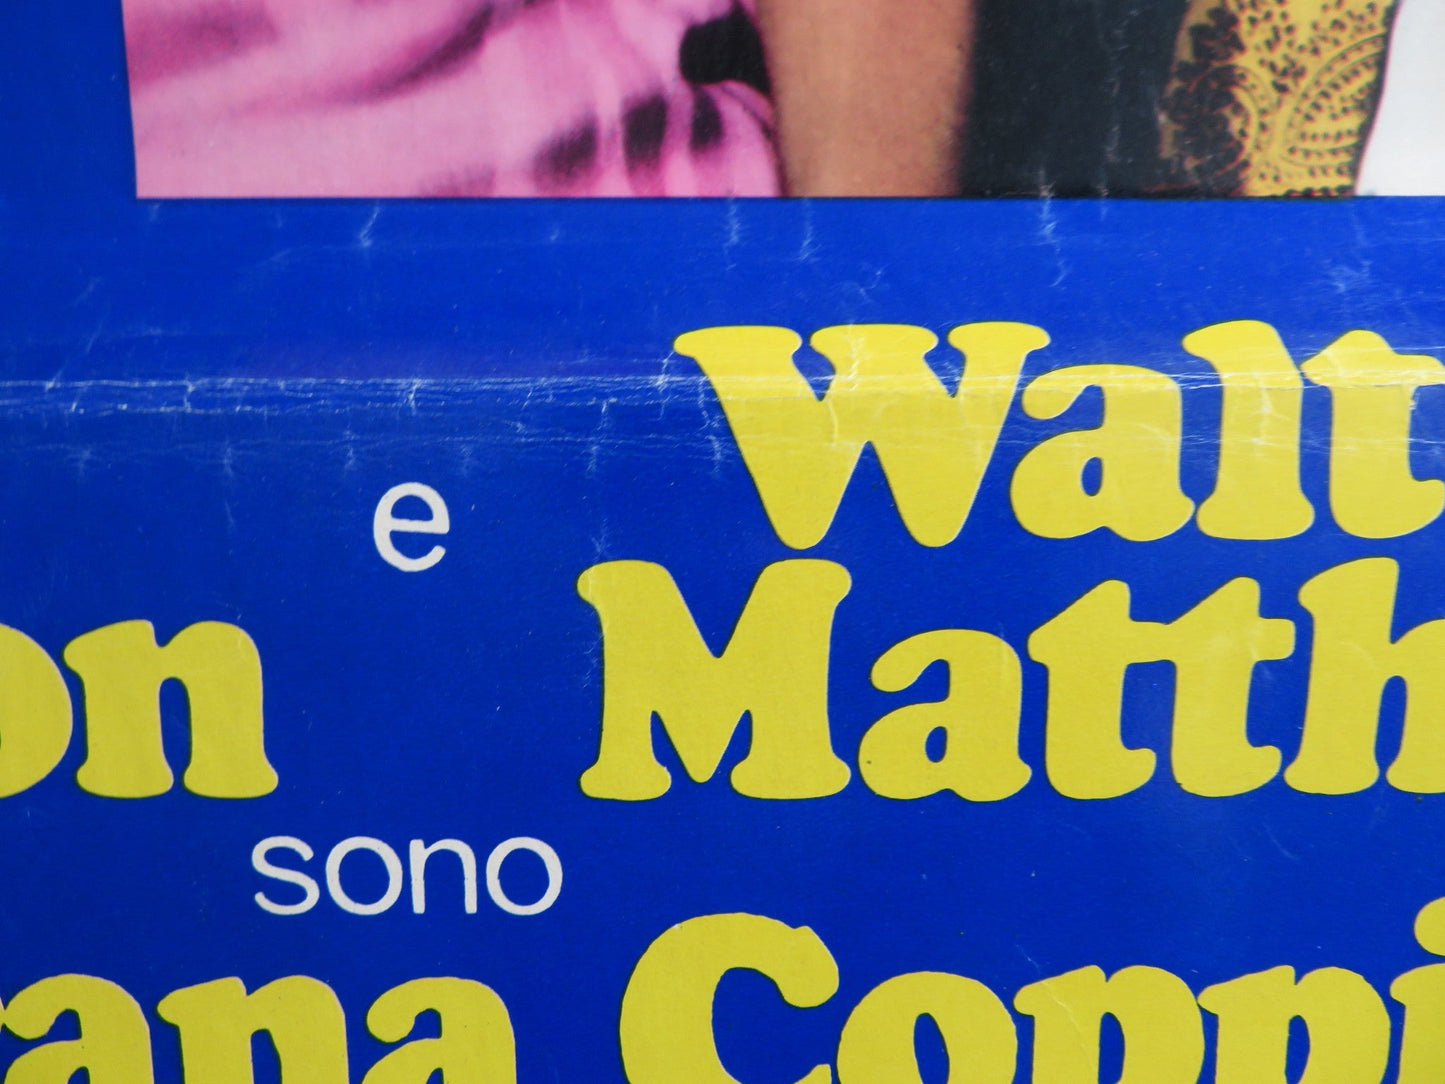 e Walt
on Matth
sono
ana Coppi